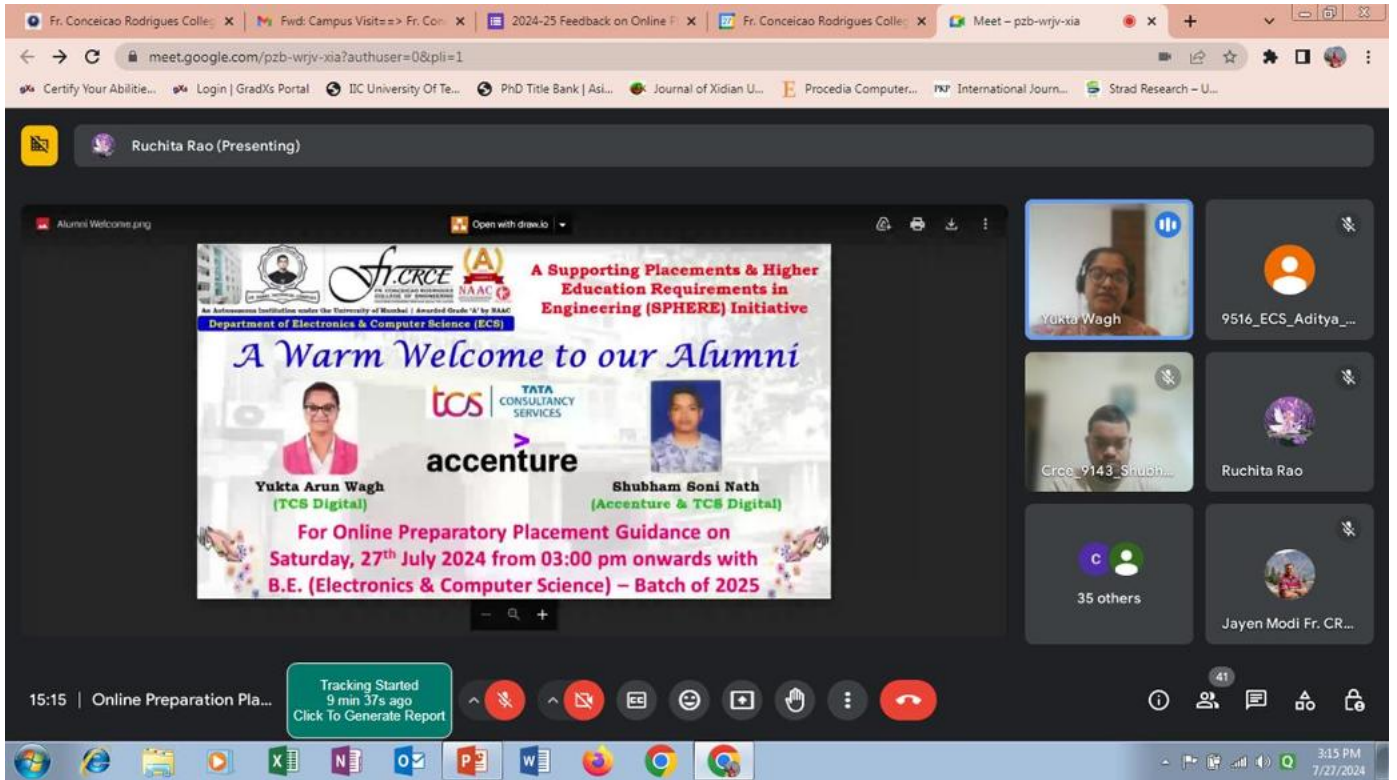 Fr. Conceicao Rodrigues Colleg
Fwd: Campus Visit==> Fr. Con
2024-25 Feedback on Online P
Fr. Conceicao Rodrigues Colleg
Meet – pzb-wrjv-xia
meet.google.com/pzb-wrjv-xia?authuser=0&pli=1
Certify Your Abilitie...
Login | GradXs Portal
IIC University Of Te...
PhD Title Bank | Asi...
Journal of Xidian U...
Procedia Computer...
International Journ...
Strad Research – U...
Ruchita Rao (Presenting)
Alumni Welcome.png
Open with draw.io
Fr. CRCE
FR. CONCEICAO RODRIGUES
COLLEGE OF ENGINEERING
A
NAAC
An Autonomous Institution under the University of Mumbai | Awarded Grade 'A' by NAAC
Department of Electronics & Computer Science (ECS)
A Supporting Placements & Higher
Education Requirements in
Engineering (SPHERE) Initiative
A Warm Welcome to our Alumni
tcs TATA
CONSULTANCY
SERVICES
accenture
Yukta Arun Wagh
(TCS Digital)
Shubham Soni Nath
(Accenture & TCS Digital)
For Online Preparatory Placement Guidance on
Saturday, 27th July 2024 from 03:00 pm onwards with
B.E. (Electronics & Computer Science) – Batch of 2025
Yukta Wagh
9516_ECS_Aditya_...
Crce_9143_Shubh...
Ruchita Rao
C
35 others
Jayen Modi Fr. CR...
15:15 | Online Preparation Pla...
Tracking Started
9 min 37s ago
Click To Generate Report
41
3:15 PM
7/27/2024